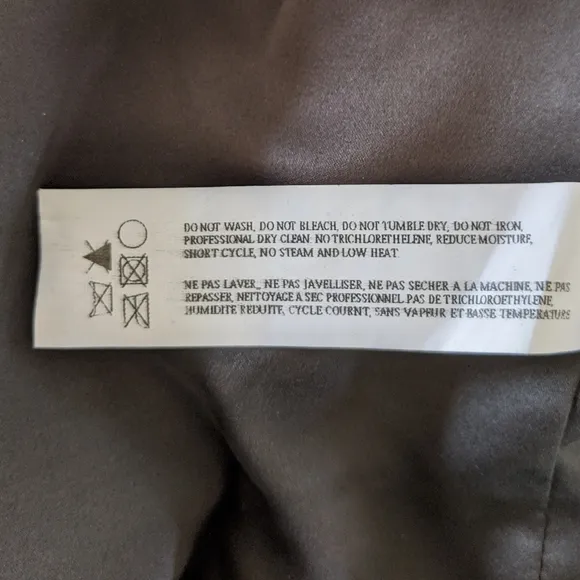 DO NOT WASH, DO NOT BLEACH, DO NOT TUMBLE DRY, DO NOT IRON,
PROFESSIONAL DRY CLEAN. NO TRICHLORETHELENE, REDUCE MOISTURE,
SHORT CYCLE, NO STEAM AND LOW HEAT
NE PAS LAVER,, NE PAS JAVELLISER, NE PAS SECHER A LA MACHINE, NE PAS
REPASSER, NETTOYAGE A SEC PROFESSIONNEL. PAS DE TRICHLOROETHYLENE,
HUMIDITE REDUITE, CYCLE COURNT, SANS VAPEUR ET BASSE TEMPERATURE